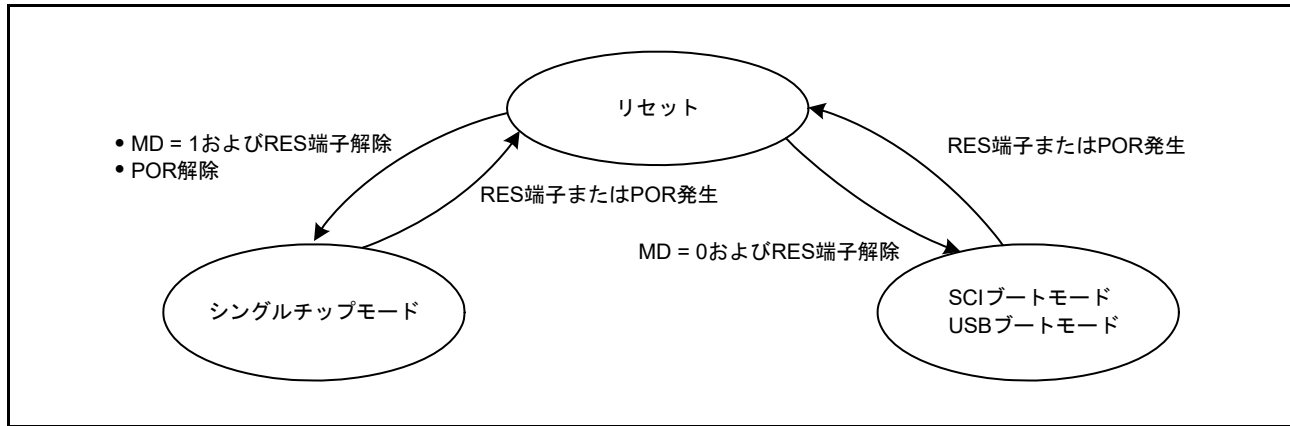 リセット
• MD = 1およびRES端子解除
• POR解除
RES端子またはPOR発生
RES端子またはPOR発生
MD = 0およびRES端子解除
シングルチップモード
SCIブートモード
USBブートモード